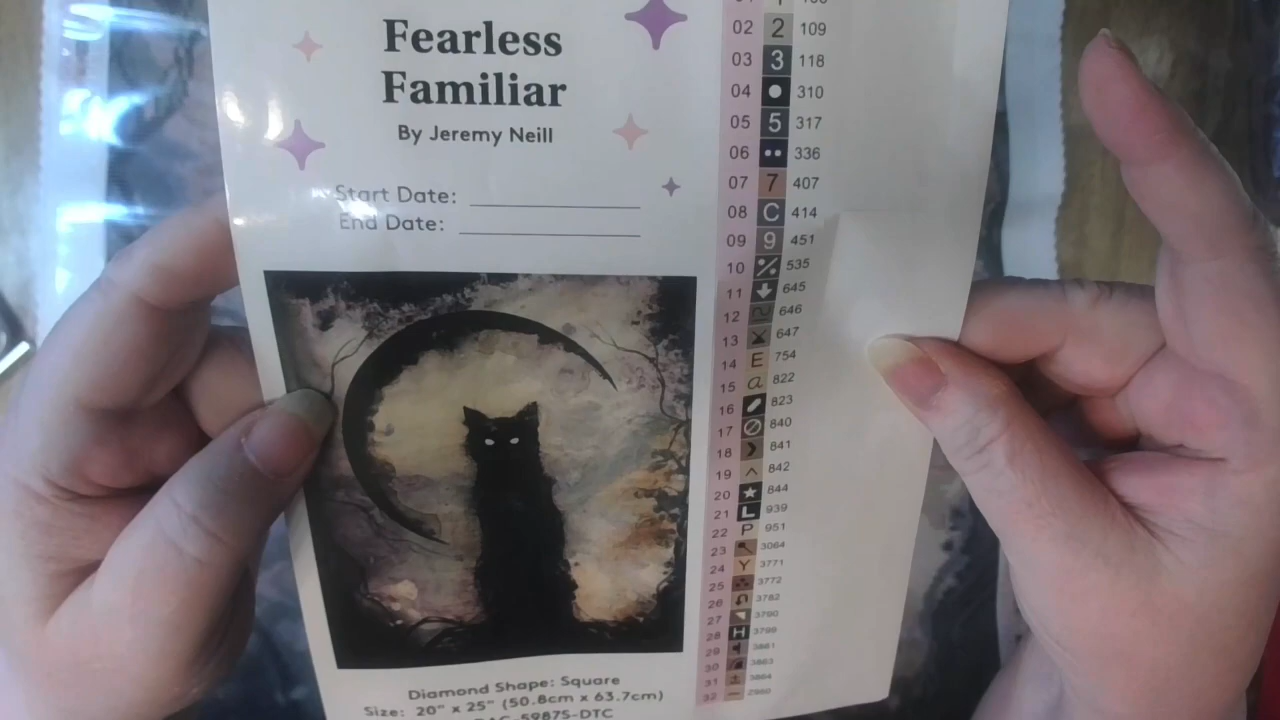 Fearless
Familiar
By Jeremy Neill
Start Date:
End Date:
Diamond Shape: Square
Size: 20" x 25" (50.8cm x 63.7cm)
02 2 109
03 3 118
04 310
05 5 317
06 336
07 7 407
08 C 414
09 9 451
10 535
11 645
12 646
13 647
14 E 754
15 a 822
16 823
17 840
18 841
19 842
20 844
21 L 939
22 P 951
23 3064
24 Y 3771
25 3772
26 3782
27 3790
28 H 3799
29
30
31
32